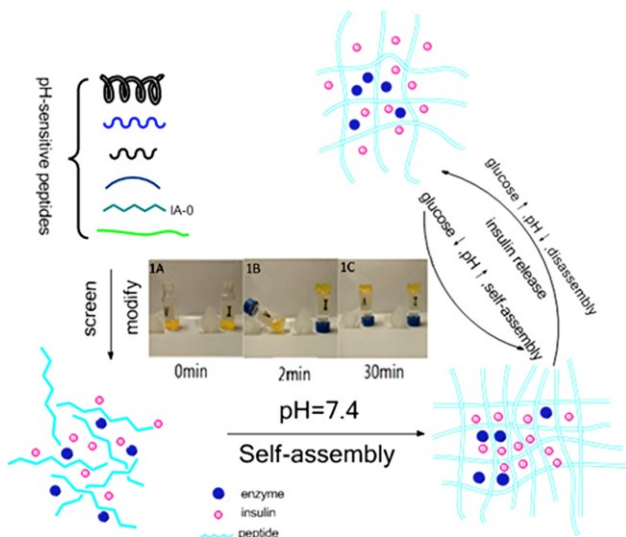 pH-sensitive peptides
IA-0
screen
modify
1A
1B
1C
0min
2min
30min
glucose ↑ ,pH ↓ ,disassembly
insulin release
glucose ↓ ,pH ↑ ,self-assembly
pH=7.4
Self-assembly
enzyme
insulin
peptide